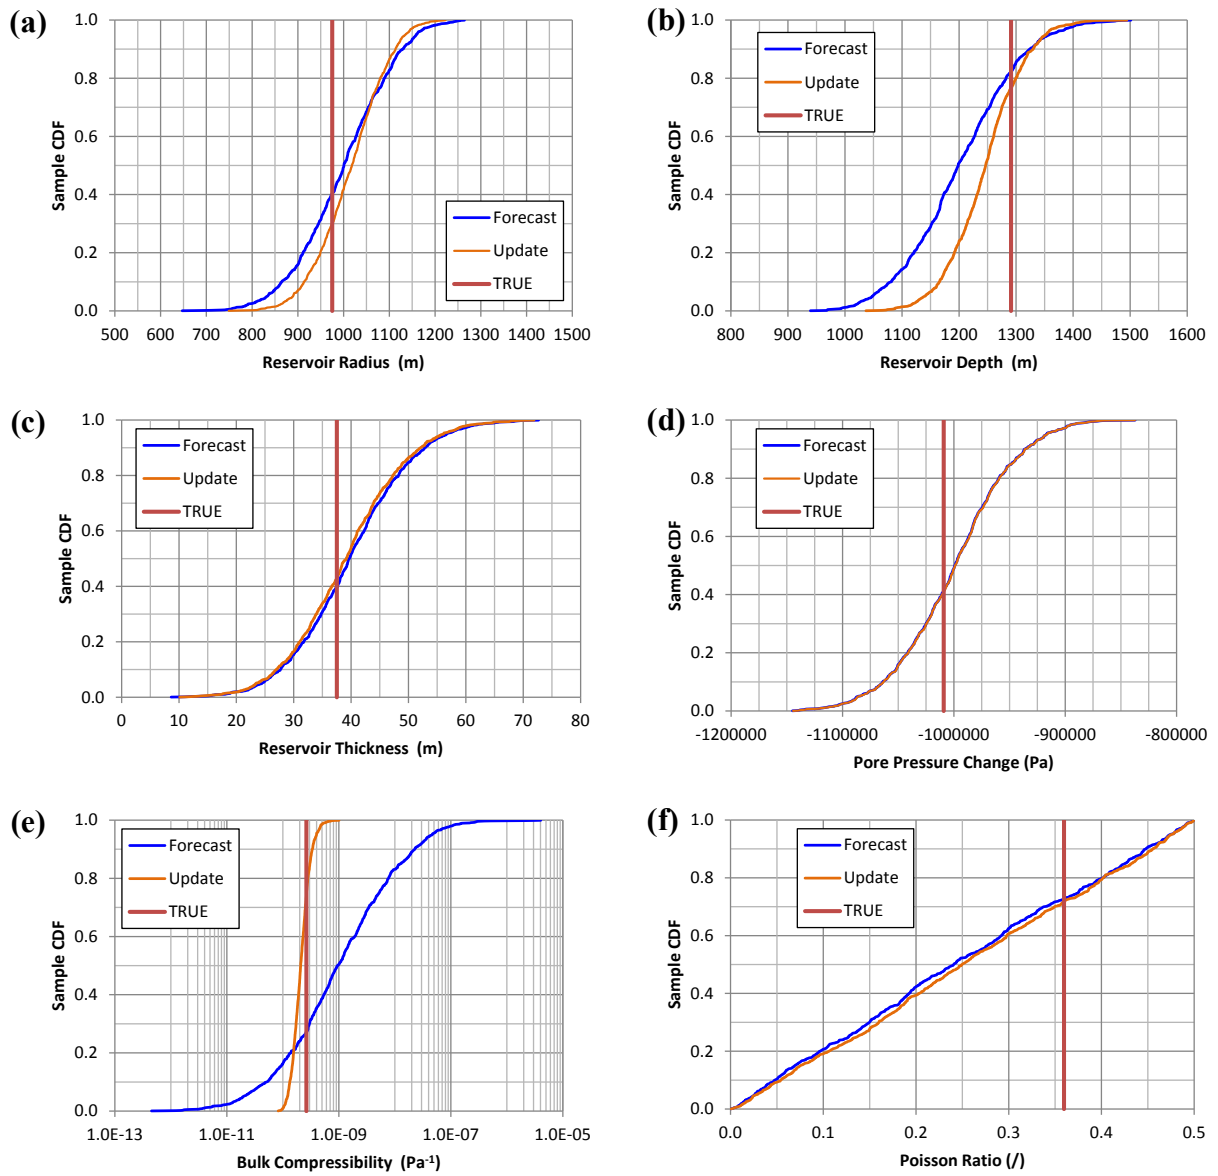 (a)
1.0
0.8
0.6
0.4
0.2
0.0
Sample CDF
Forecast
Update
TRUE
500 600 700 800 900 1000 1100 1200 1300 1400 1500
Reservoir Radius (m)
(b)
1.0
0.8
0.6
0.4
0.2
0.0
Sample CDF
Forecast
Update
TRUE
800 900 1000 1100 1200 1300 1400 1500 1600
Reservoir Depth (m)
(c)
1.0
0.8
0.6
0.4
0.2
0.0
Sample CDF
Forecast
Update
TRUE
0 10 20 30 40 50 60 70 80
Reservoir Thickness (m)
(d)
1.0
0.8
0.6
0.4
0.2
0.0
Sample CDF
Forecast
Update
TRUE
-1200000 -1100000 -1000000 -900000 -800000
Pore Pressure Change (Pa)
(e)
1.0
0.8
0.6
0.4
0.2
0.0
Sample CDF
Forecast
Update
TRUE
1.0E-13 1.0E-11 1.0E-09 1.0E-07 1.0E-05
Bulk Compressibility (Pa⁻¹)
(f)
1.0
0.8
0.6
0.4
0.2
0.0
Sample CDF
Forecast
Update
TRUE
0.0 0.1 0.2 0.3 0.4 0.5
Poisson Ratio (/)